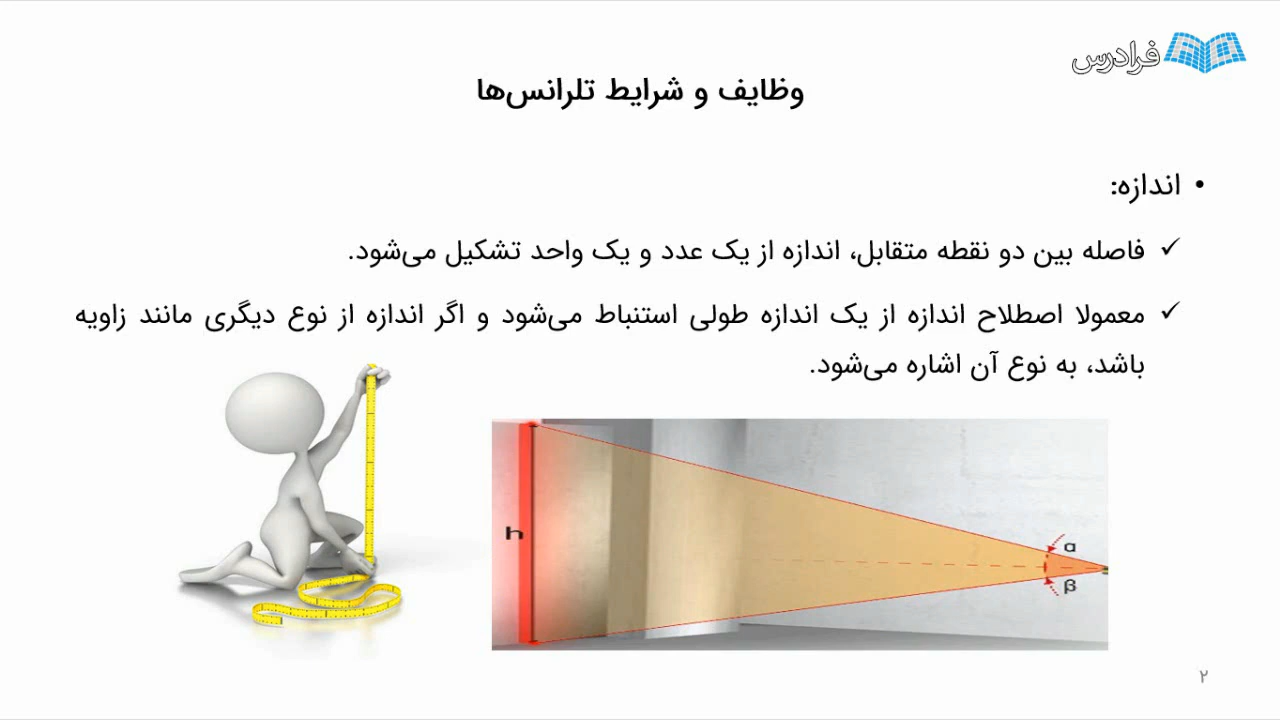 فرادرس
وظایف و شرایط تلرانس‌ها
• اندازه:
✓ فاصله بین دو نقطه متقابل، اندازه از یک عدد و یک واحد تشکیل می‌شود.
✓ معمولا اصطلاح اندازه از یک اندازه طولی استنباط می‌شود و اگر اندازه از نوع دیگری مانند زاویه
باشد، به نوع آن اشاره می‌شود.
h
α
β
۲